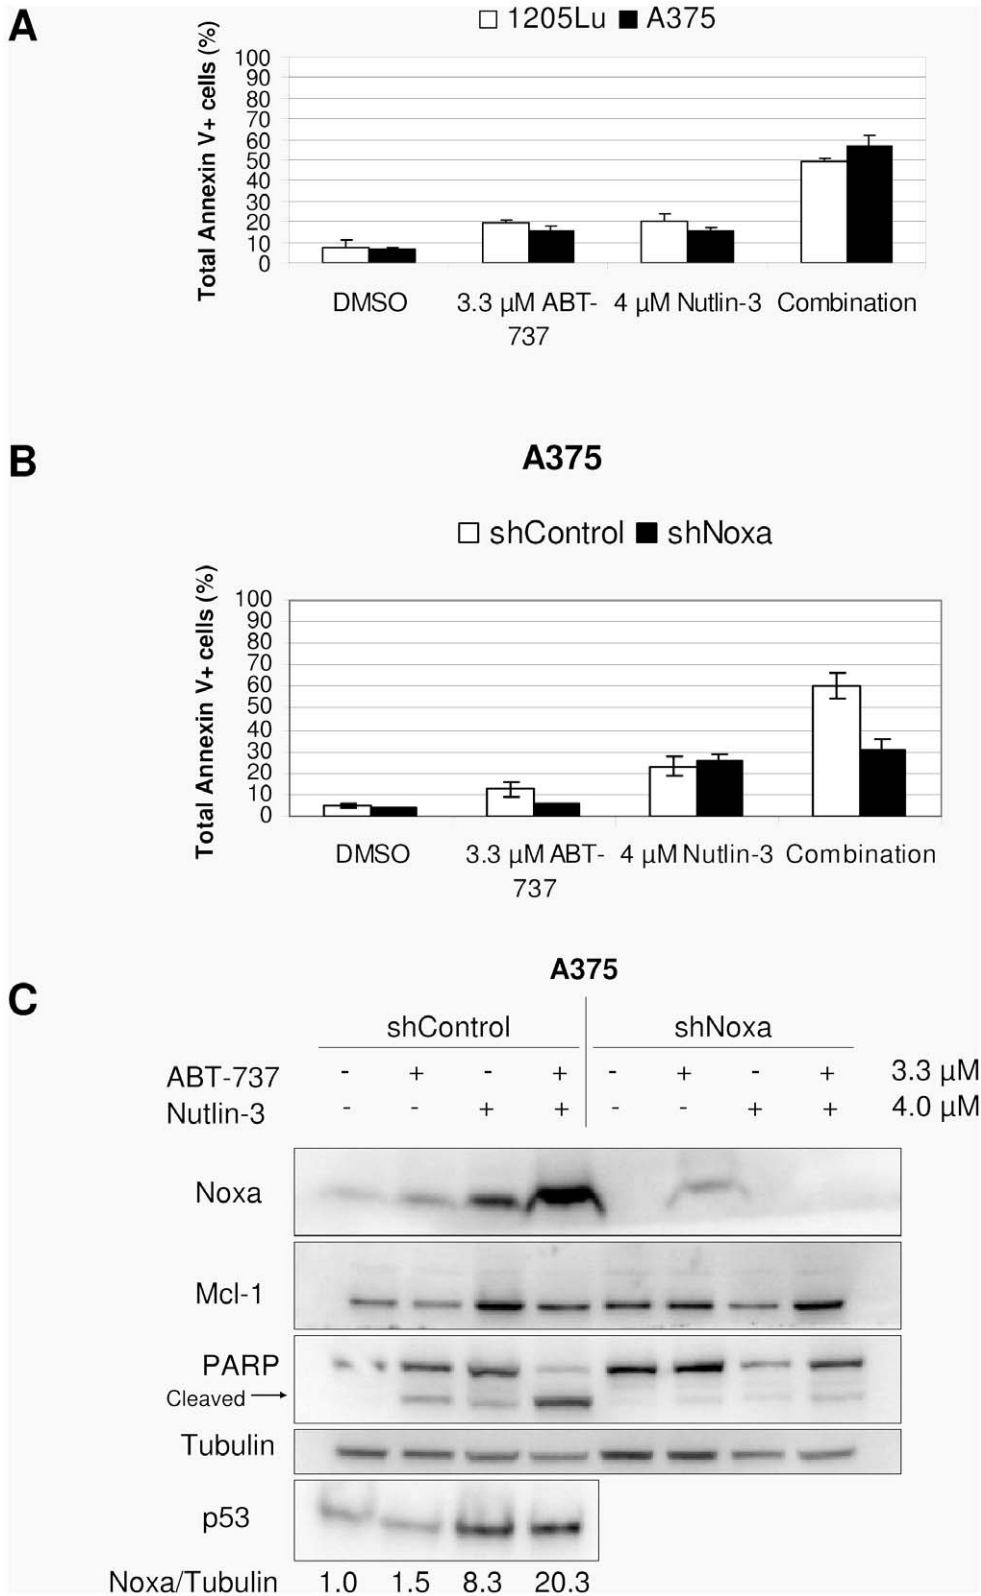 A
□ 1205Lu ■ A375
Total Annexin V+ cells (%)
100
90
80
70
60
50
40
30
20
10
0
DMSO
3.3 µM ABT-
737
4 µM Nutlin-3
Combination
B
A375
□ shControl ■ shNoxa
Total Annexin V+ cells (%)
100
90
80
70
60
50
40
30
20
10
0
DMSO
3.3 µM ABT-
737
4 µM Nutlin-3
Combination
C
A375
shControl shNoxa
ABT-737 - + - + - + - + 3.3 µM
Nutlin-3 - - + + - - + + 4.0 µM
Noxa
Mcl-1
PARP
Cleaved →
Tubulin
p53
Noxa/Tubulin 1.0 1.5 8.3 20.3